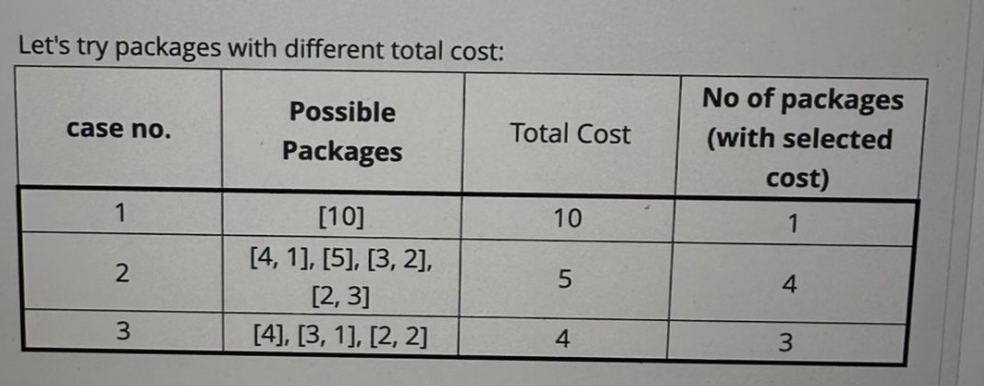 Let's try packages with different total cost:
case no. Possible Packages Total Cost No of packages (with selected cost)
1 [10] 10 1
2 [4, 1], [5], [3, 2], [2, 3] 5 4
3 [4], [3, 1], [2, 2] 4 3